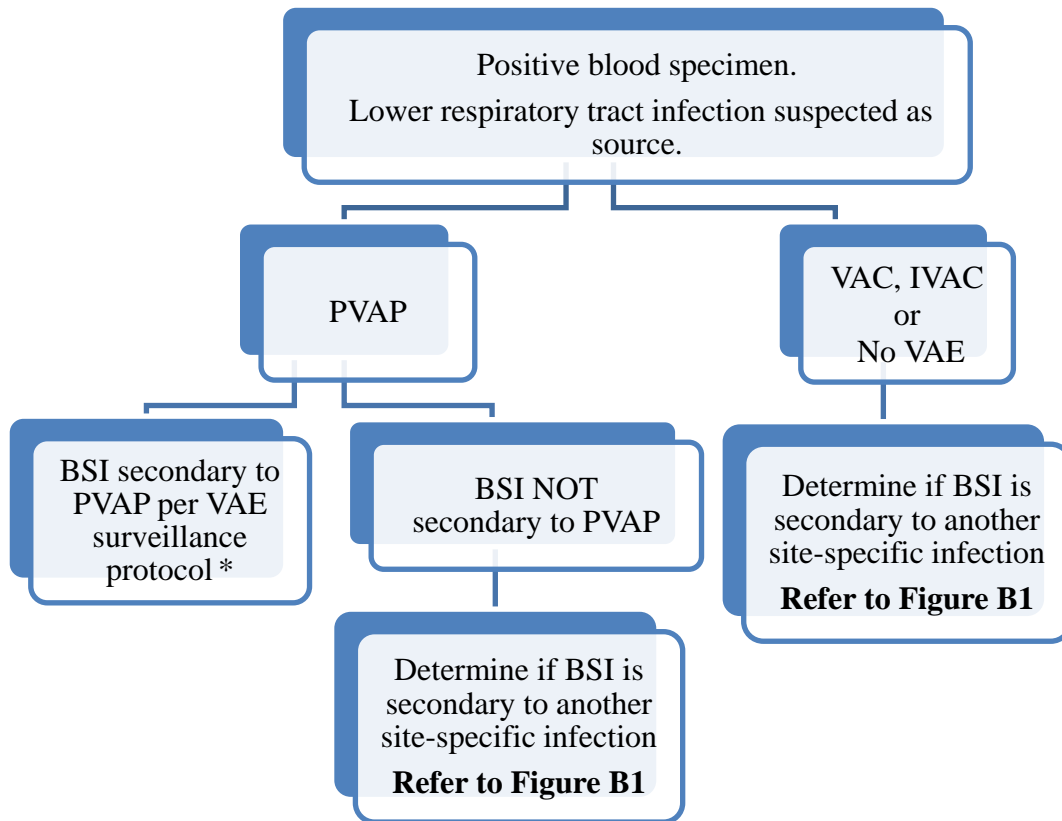 Positive blood specimen.
Lower respiratory tract infection suspected as
source.
PVAP
VAC, IVAC
or
No VAE
BSI secondary to
PVAP per VAE
surveillance
protocol *
BSI NOT
secondary to PVAP
Determine if BSI is
secondary to another
site-specific infection
Refer to Figure B1
Determine if BSI is
secondary to another
site-specific infection
Refer to Figure B1